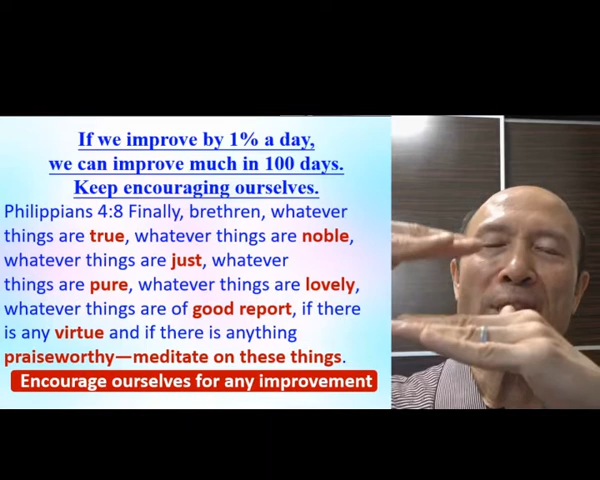 If we improve by 1% a day,
we can improve much in 100 days.
Keep encouraging ourselves.
Philippians 4:8 Finally, brethren, whatever
things are true, whatever things are noble,
whatever things are just, whatever
things are pure, whatever things are lovely,
whatever things are of good report, if there
is any virtue and if there is anything
praiseworthy—meditate on these things.
Encourage ourselves for any improvement